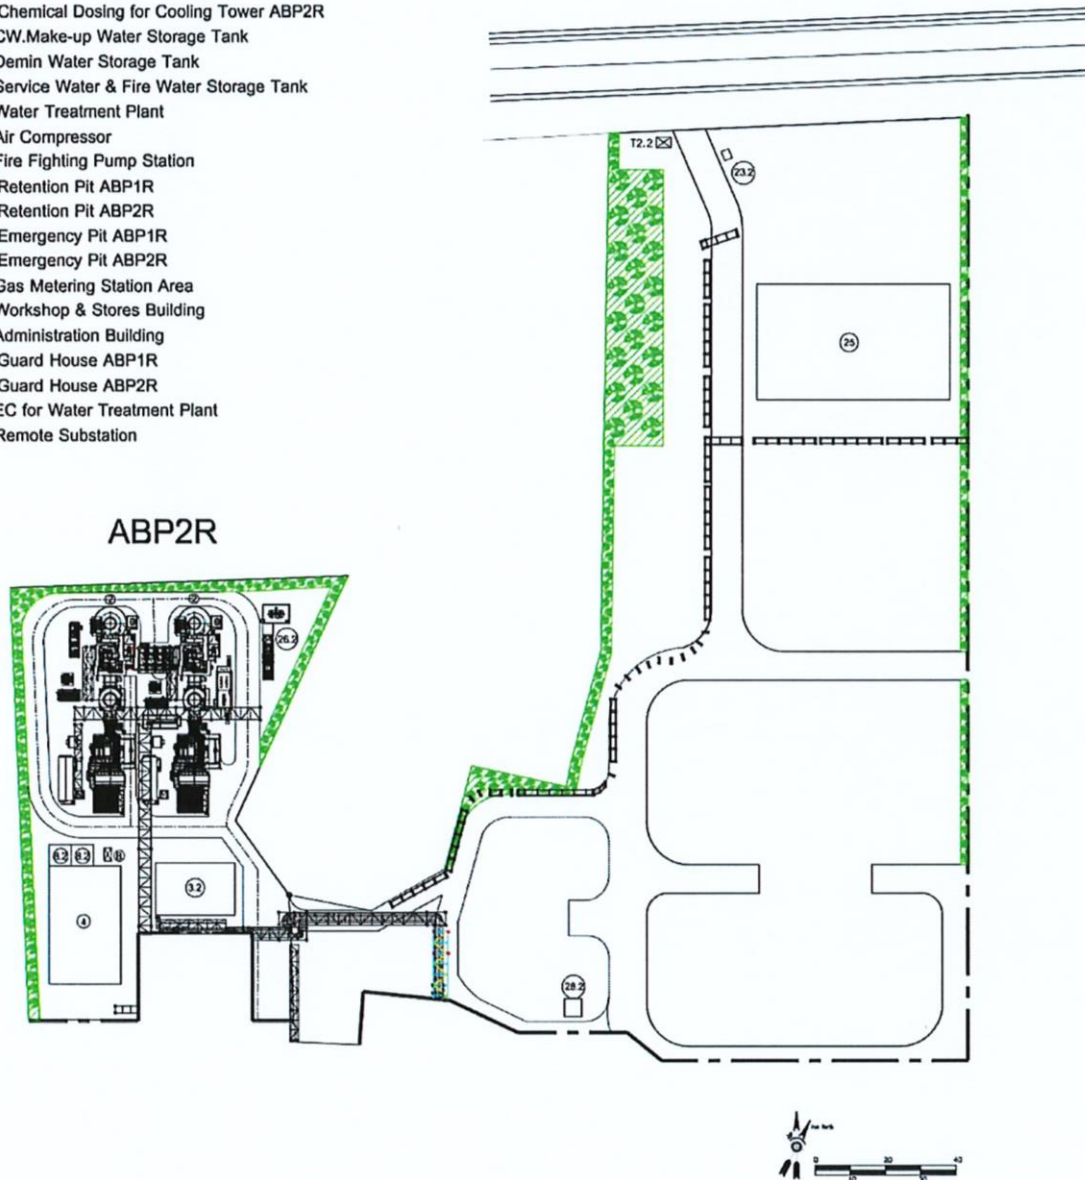 Chemical Dosing for Cooling Tower ABP2R
CW.Make-up Water Storage Tank
Demin Water Storage Tank
Service Water & Fire Water Storage Tank
Water Treatment Plant
Air Compressor
Fire Fighting Pump Station
Retention Pit ABP1R
Retention Pit ABP2R
Emergency Pit ABP1R
Emergency Pit ABP2R
Gas Metering Station Area
Workshop & Stores Building
Administration Building
Guard House ABP1R
Guard House ABP2R
EC for Water Treatment Plant
Remote Substation
T2.2
23.2
25
ABP2R
26.2
3.2
4
28.2
0 20 40